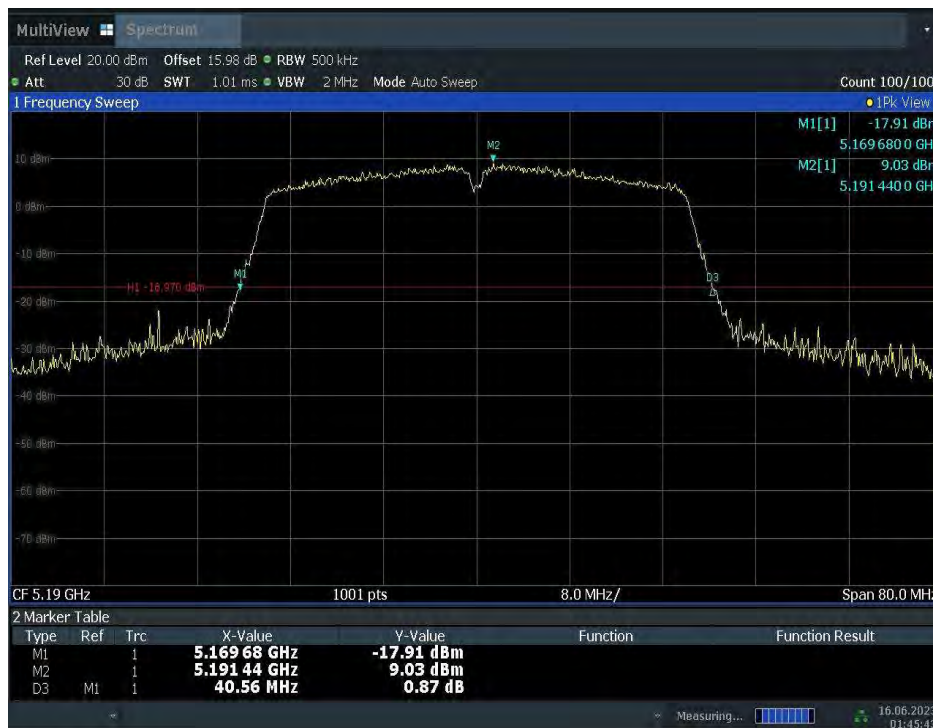 MultiView Spectrum
Ref Level 20.00 dBm Offset 15.98 dB RBW 500 kHz
Att 30 dB SWT 1.01 ms VBW 2 MHz Mode Auto Sweep Count 100/100
1 Frequency Sweep 1Pk View
M1[1] -17.91 dBm
5.1696800 GH
M2[1] 9.03 dBm
5.1914400 GH
M2
10 dBm
0 dBm
-10 dBm
M1
D3
H1 -16.970 dBm
-20 dBm
-30 dBm
-40 dBm
-50 dBm
-60 dBm
-70 dBm
CF 5.19 GHz 1001 pts 8.0 MHz/ Span 80.0 MHz
2 Marker Table
Type Ref Trc X-Value Y-Value Function Function Result
M1 1 5.169 68 GHz -17.91 dBm
M2 1 5.191 44 GHz 9.03 dBm
D3 M1 1 40.56 MHz 0.87 dB
Measuring... 16.06.2023
01:45:4